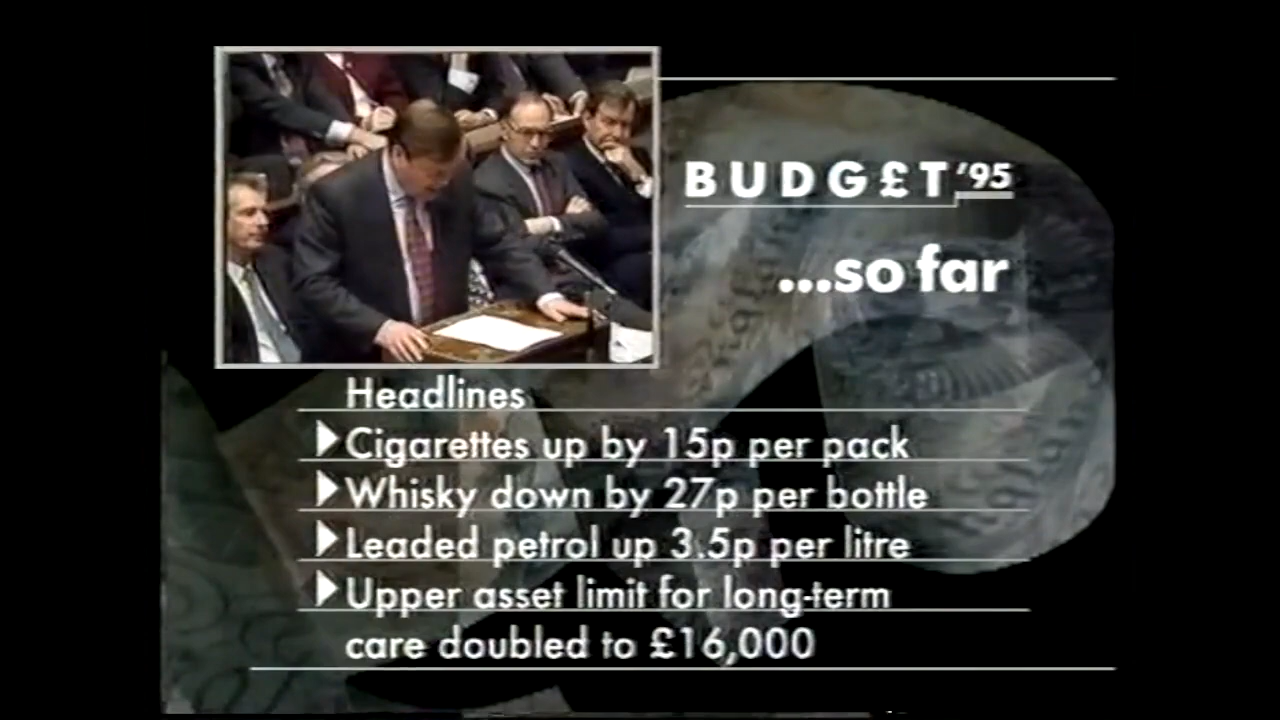 BUDG£T '95
...so far
Headlines
Cigarettes up by 15p per pack
Whisky down by 27p per bottle
Leaded petrol up 3.5p per litre
Upper asset limit for long-term
care doubled to £16,000